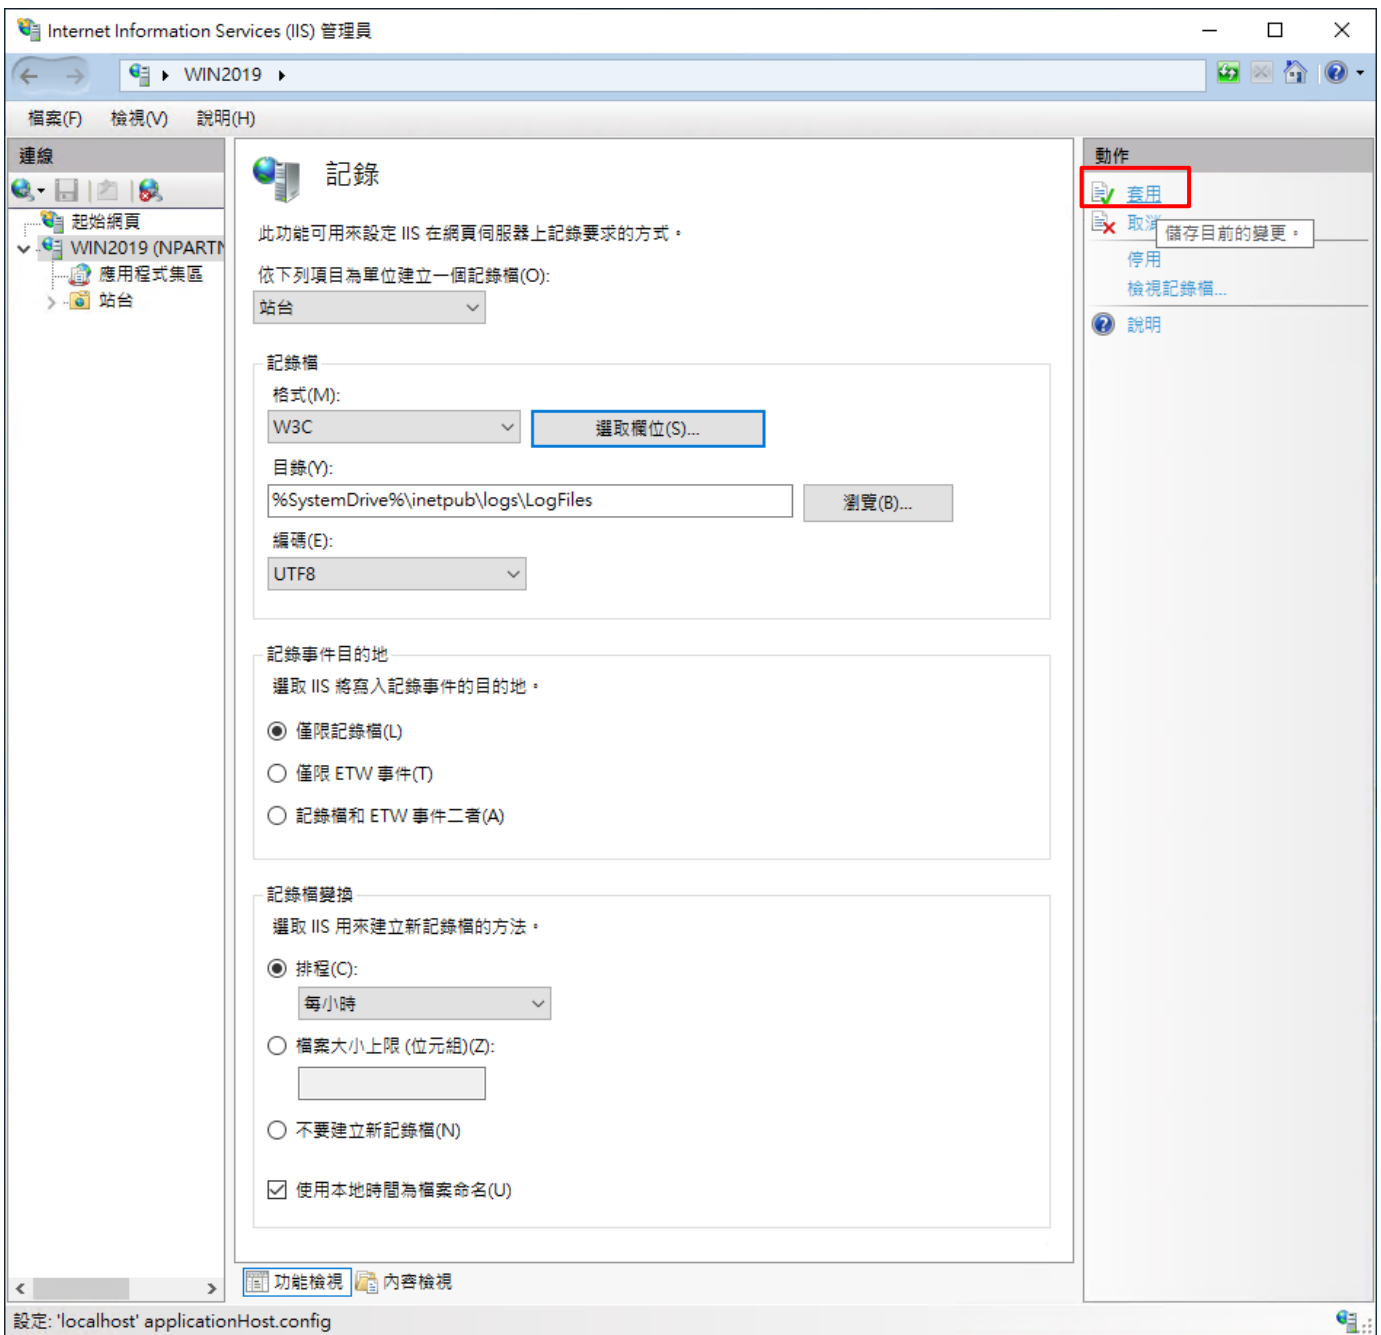 Internet Information Services (IIS) 管理員
WIN2019
檔案(F) 檢視(V) 說明(H)
連線
起始網頁
WIN2019 (NPARTN
應用程式集區
站台
記錄
此功能可用來設定 IIS 在網頁伺服器上記錄要求的方式。
依下列項目為單位建立一個記錄檔(O):
站台
記錄檔
格式(M):
W3C
選取欄位(S)...
目錄(Y):
%SystemDrive%\inetpub\logs\LogFiles
瀏覽(B)...
編碼(E):
UTF8
記錄事件目的地
選取 IIS 將寫入記錄事件的目的地。
僅限記錄檔(L)
僅限 ETW 事件(T)
記錄檔和 ETW 事件二者(A)
記錄檔變換
選取 IIS 用來建立新記錄檔的方法。
排程(C):
每小時
檔案大小上限 (位元組)(Z):
不要建立新記錄檔(N)
使用本地時間為檔案命名(U)
功能檢視 內容檢視
動作
套用
取消
儲存目前的變更。
停用
檢視記錄檔...
說明
設定: 'localhost' applicationHost.config